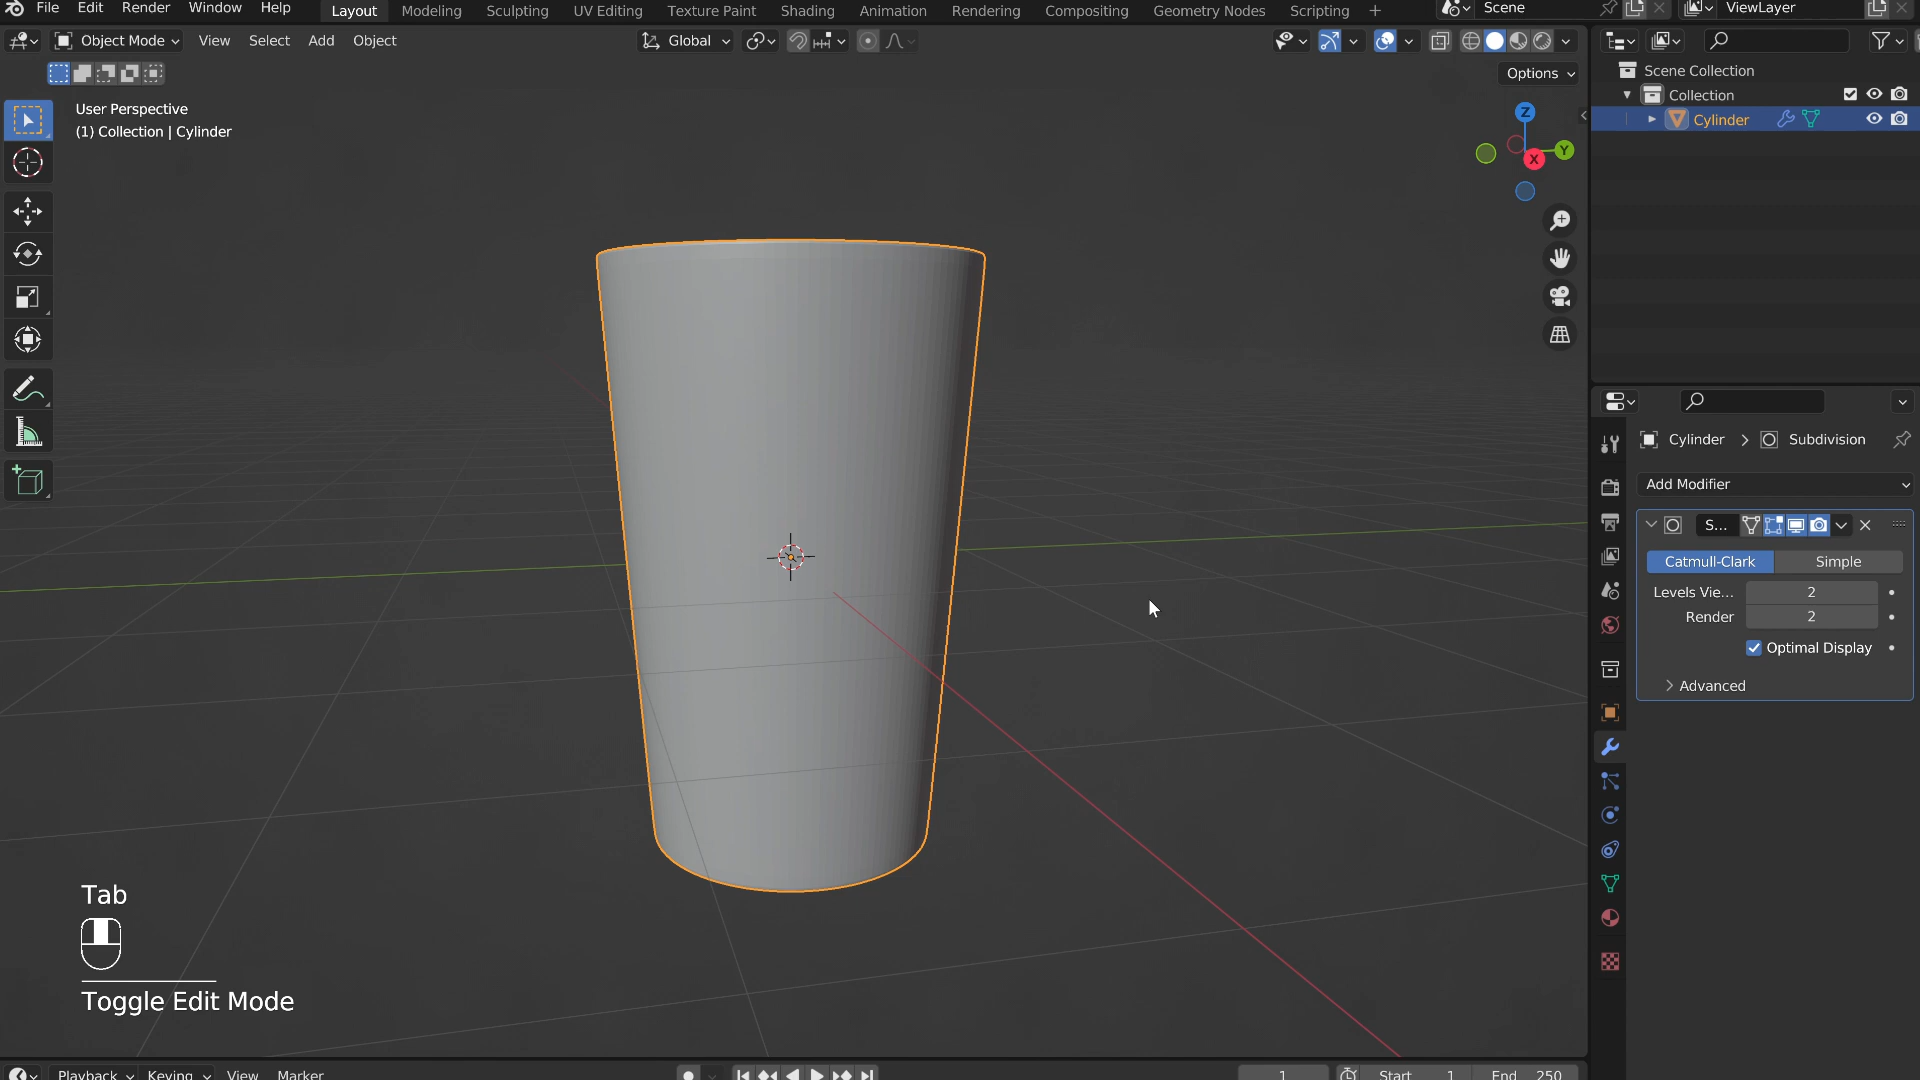 File Edit Render Window Help Layout Modeling Sculpting UV Editing Texture Paint Shading Animation Rendering Compositing Geometry Nodes Scripting + Scene ViewLayer
Object Mode View Select Add Object Global
Options
User Perspective
(1) Collection | Cylinder
Z
Y
X
Scene Collection
Collection
Cylinder
Cylinder > Subdivision
Add Modifier
S...
Catmull-Clark Simple
Levels Vie... 2
Render 2
Optimal Display
Advanced
Tab
Toggle Edit Mode
Playback Keying View Marker 1 Start 1 End 250